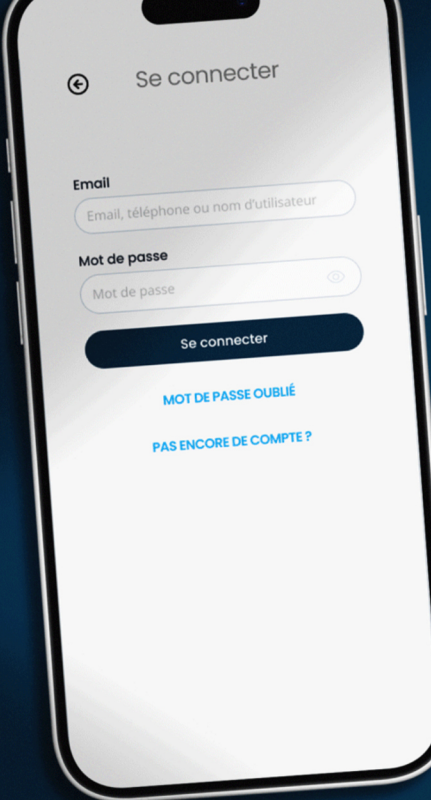 Se connecter
Email
Email, téléphone ou nom d'utilisateur
Mot de passe
Mot de passe
Se connecter
MOT DE PASSE OUBLIÉ
PAS ENCORE DE COMPTE ?